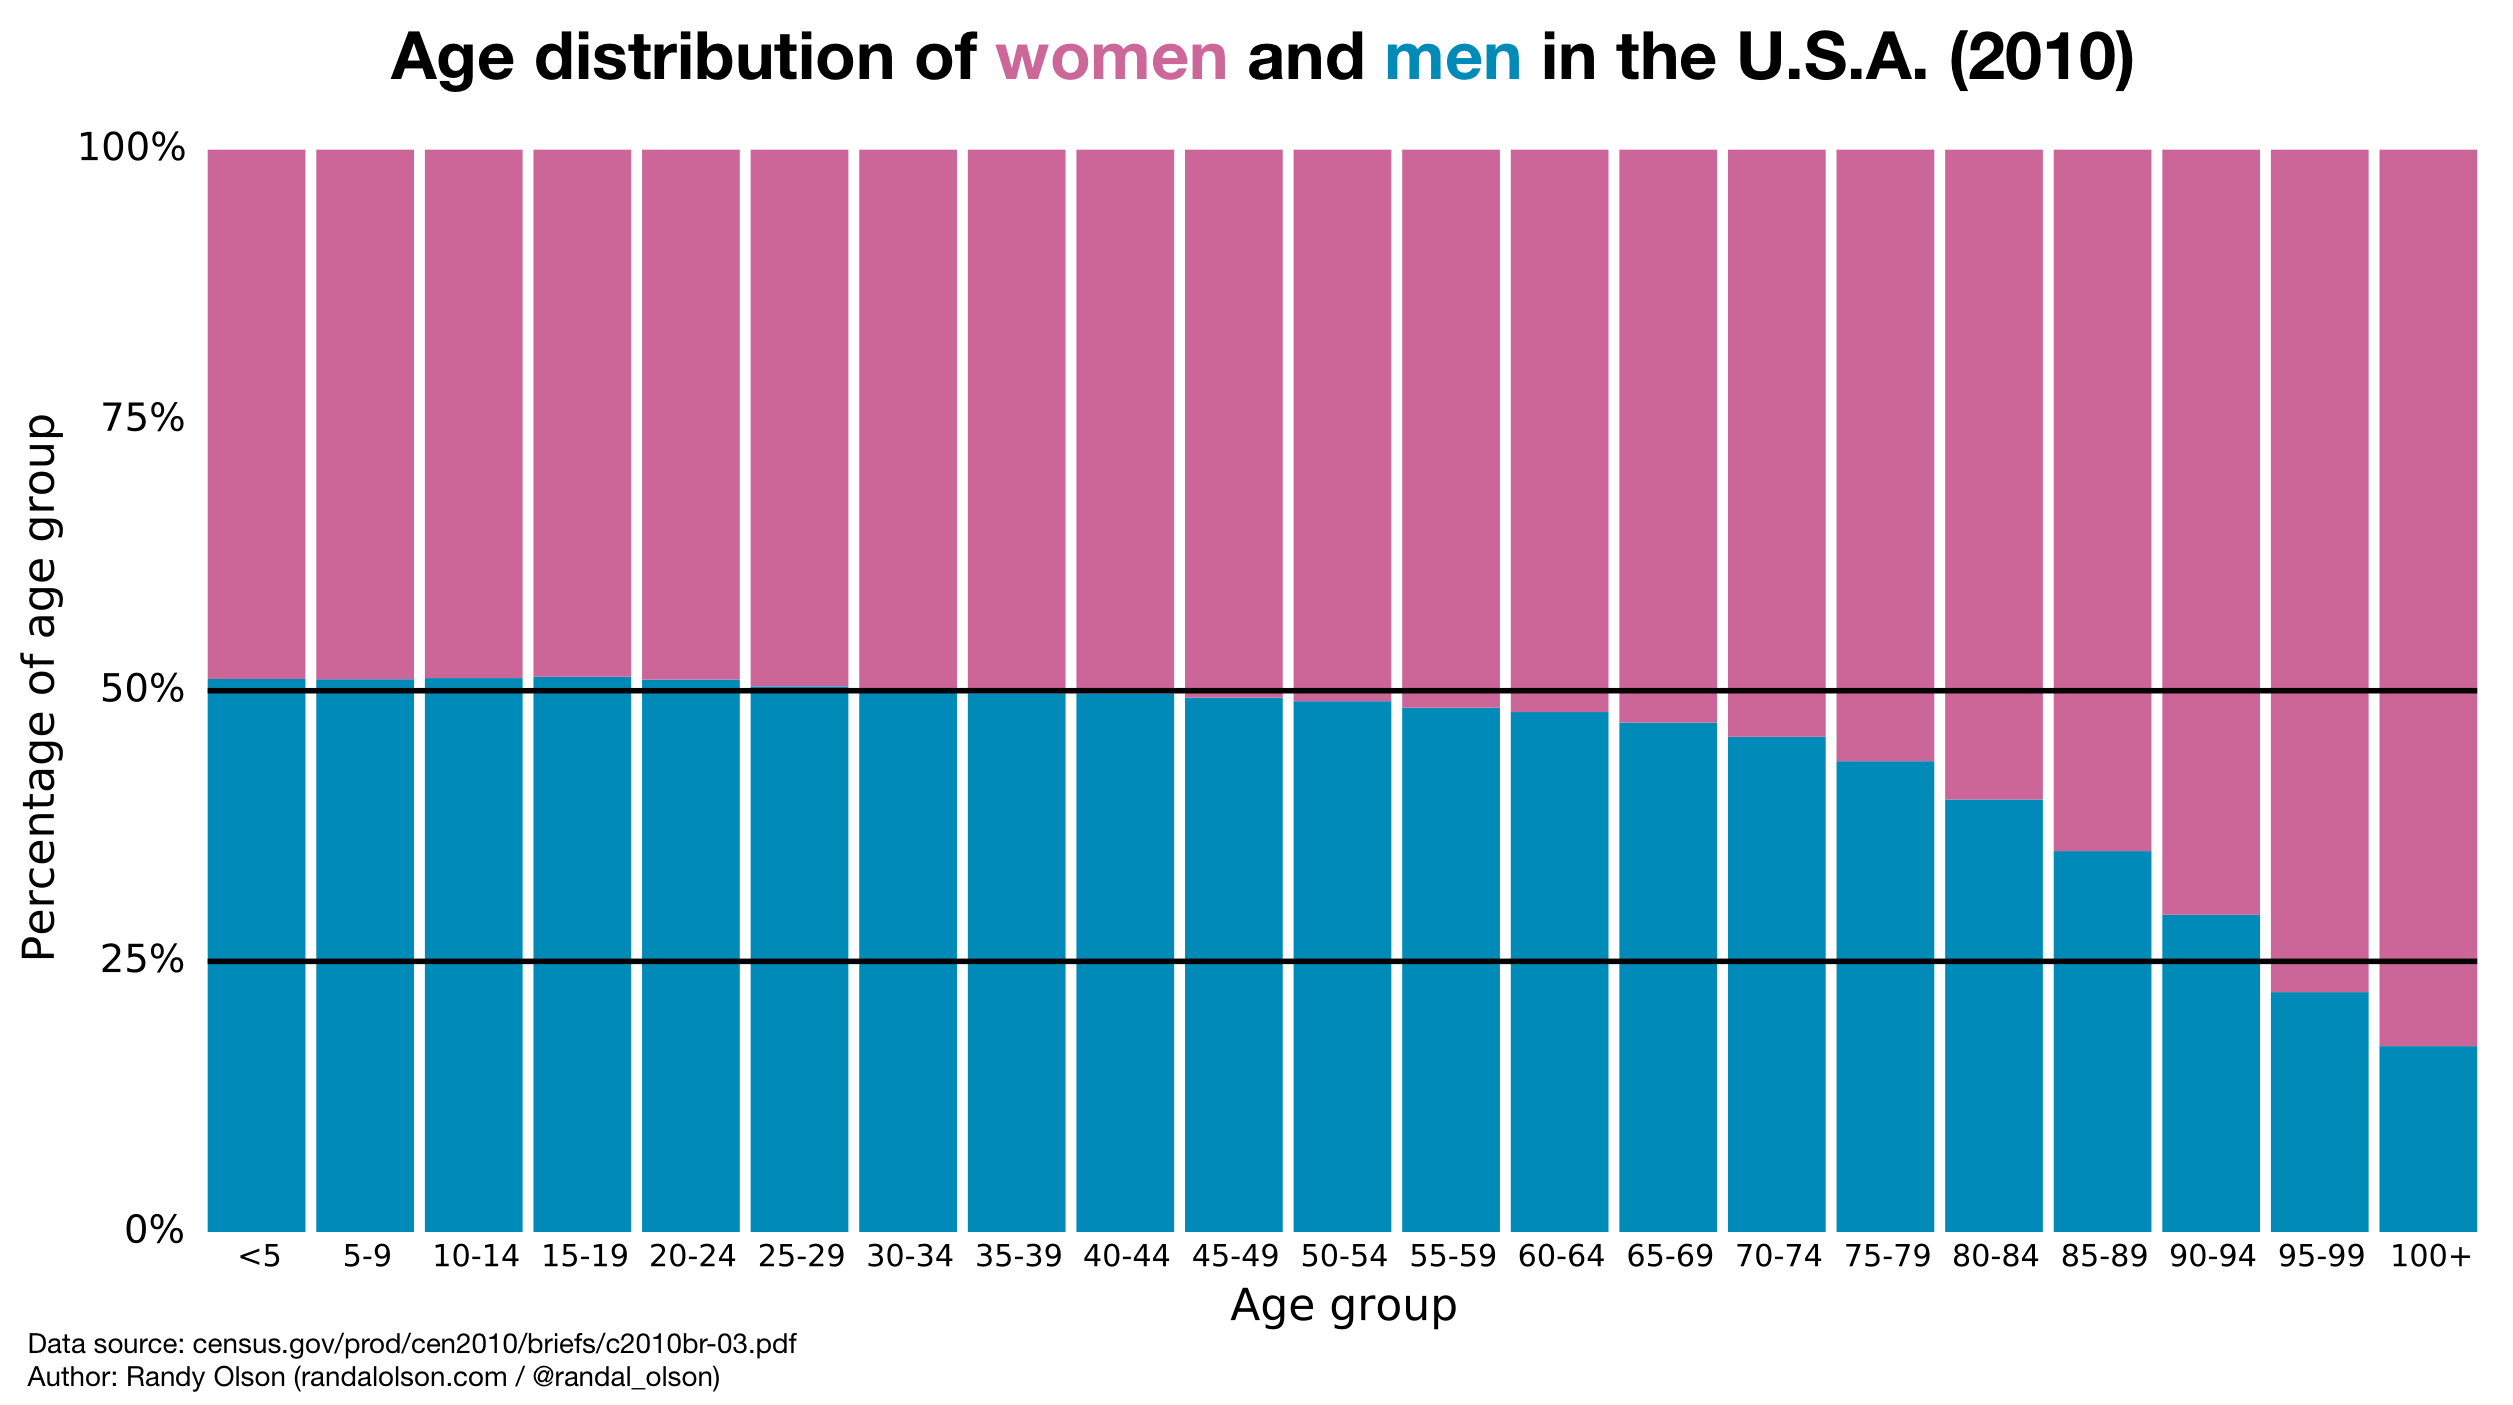 Age distribution of women and men in the U.S.A. (2010)
100%
75%
50%
25%
0%
Percentage of age group
<5 5-9 10-14 15-19 20-24 25-29 30-34 35-39 40-44 45-49 50-54 55-59 60-64 65-69 70-74 75-79 80-84 85-89 90-94 95-99 100+
Age group
Data source: census.gov/prod/cen2010/briefs/c2010br-03.pdf
Author: Randy Olson (randalolson.com / @randal_olson)